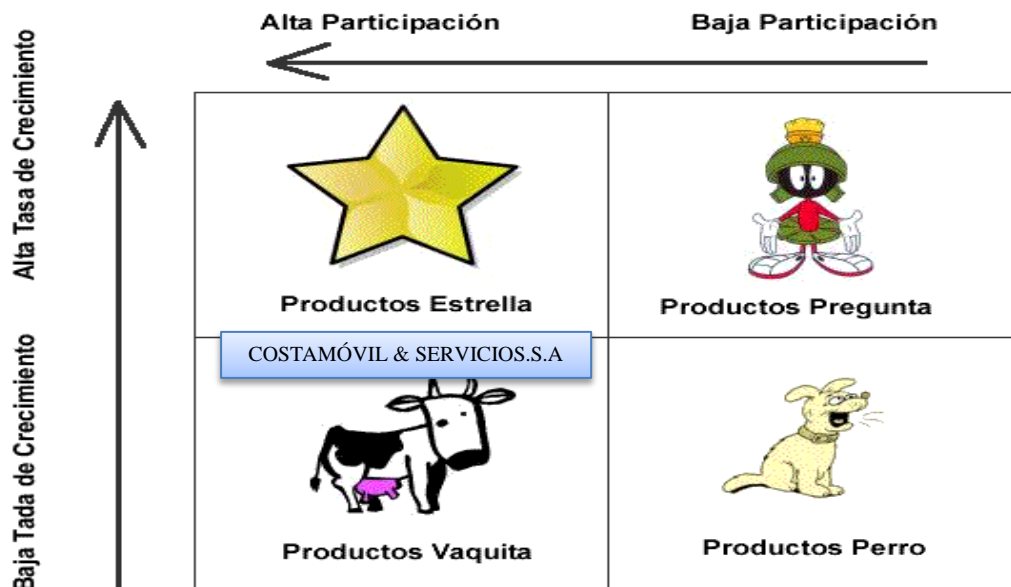 Alta Participación
Baja Participación
Alta Tasa de Crecimiento
Productos Estrella
Productos Pregunta
COSTAMÓVIL & SERVICIOS.S.A
Baja Tada de Crecimiento
Productos Vaquita
Productos Perro